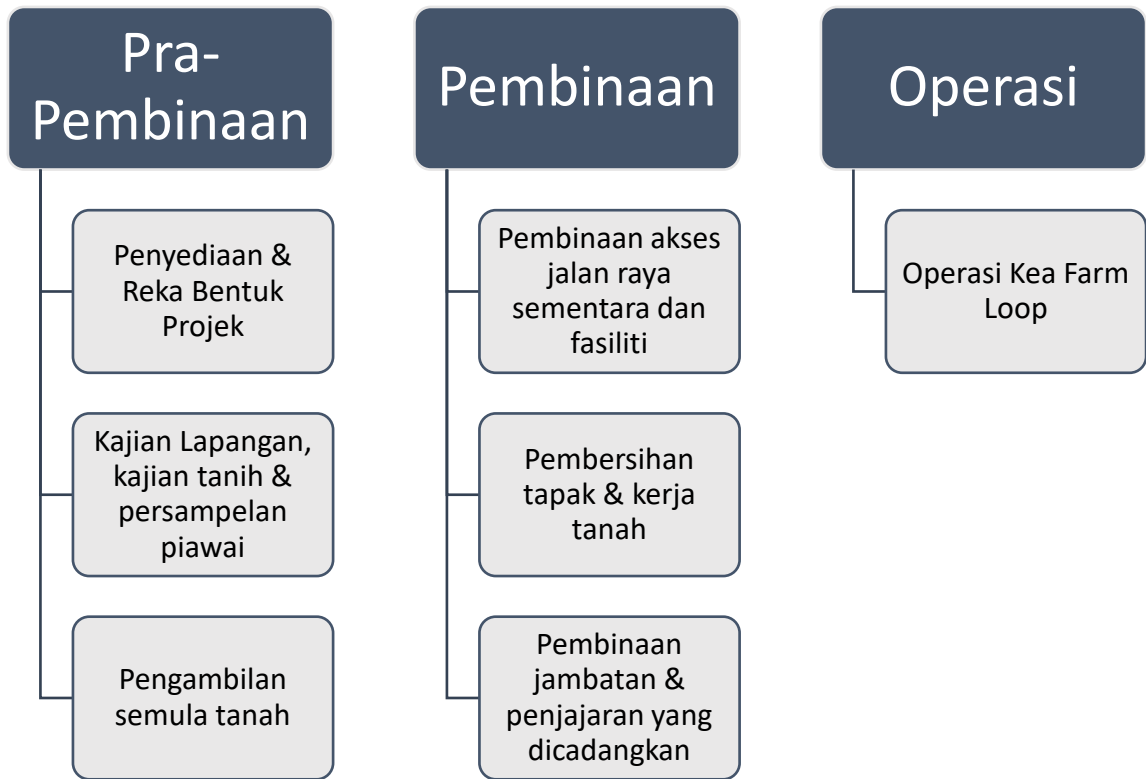 Pra-
Pembinaan
Penyediaan &
Reka Bentuk
Projek
Kajian Lapangan,
kajian tanih &
persampelan
piawai
Pengambilan
semula tanah
Pembinaan
Pembinaan akses
jalan raya
sementara dan
fasiliti
Pembersihan
tapak & kerja
tanah
Pembinaan
jambatan &
penjajaran yang
dicadangkan
Operasi
Operasi Kea Farm
Loop